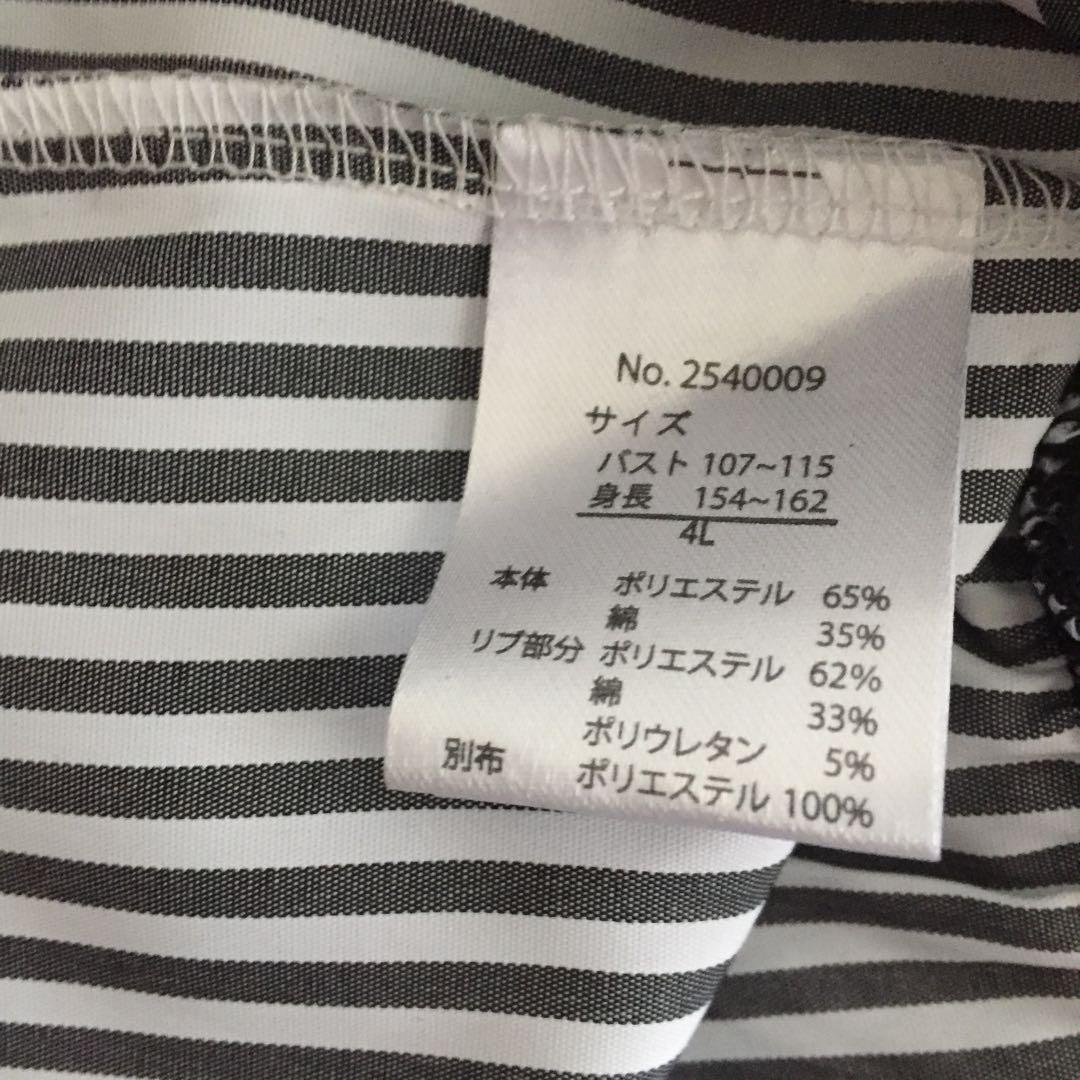 No. 2540009
サイズ
バスト 107~115
身長 154~162
4L
本体 ポリエステル 65%
綿 35%
リブ部分 ポリエステル 62%
綿 33%
ポリウレタン 5%
別布 ポリエステル 100%